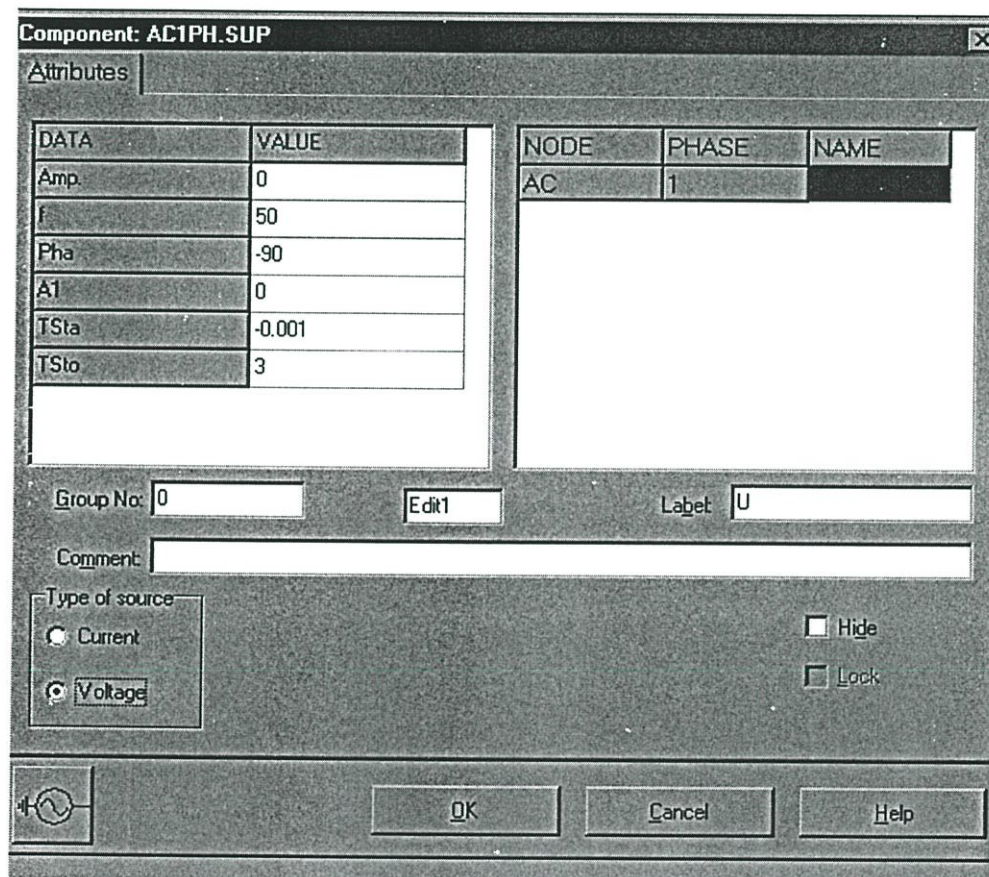 Component: AC1PH.SUP
Attributes
DATA VALUE
Amp. 0
f 50
Pha -90
A1 0
TSta -0.001
TSto 3
NODE PHASE NAME
AC 1
Group No: 0
Edit1
Label: U
Comment:
Type of source
Current
Voltage
Hide
Lock
OK Cancel Help